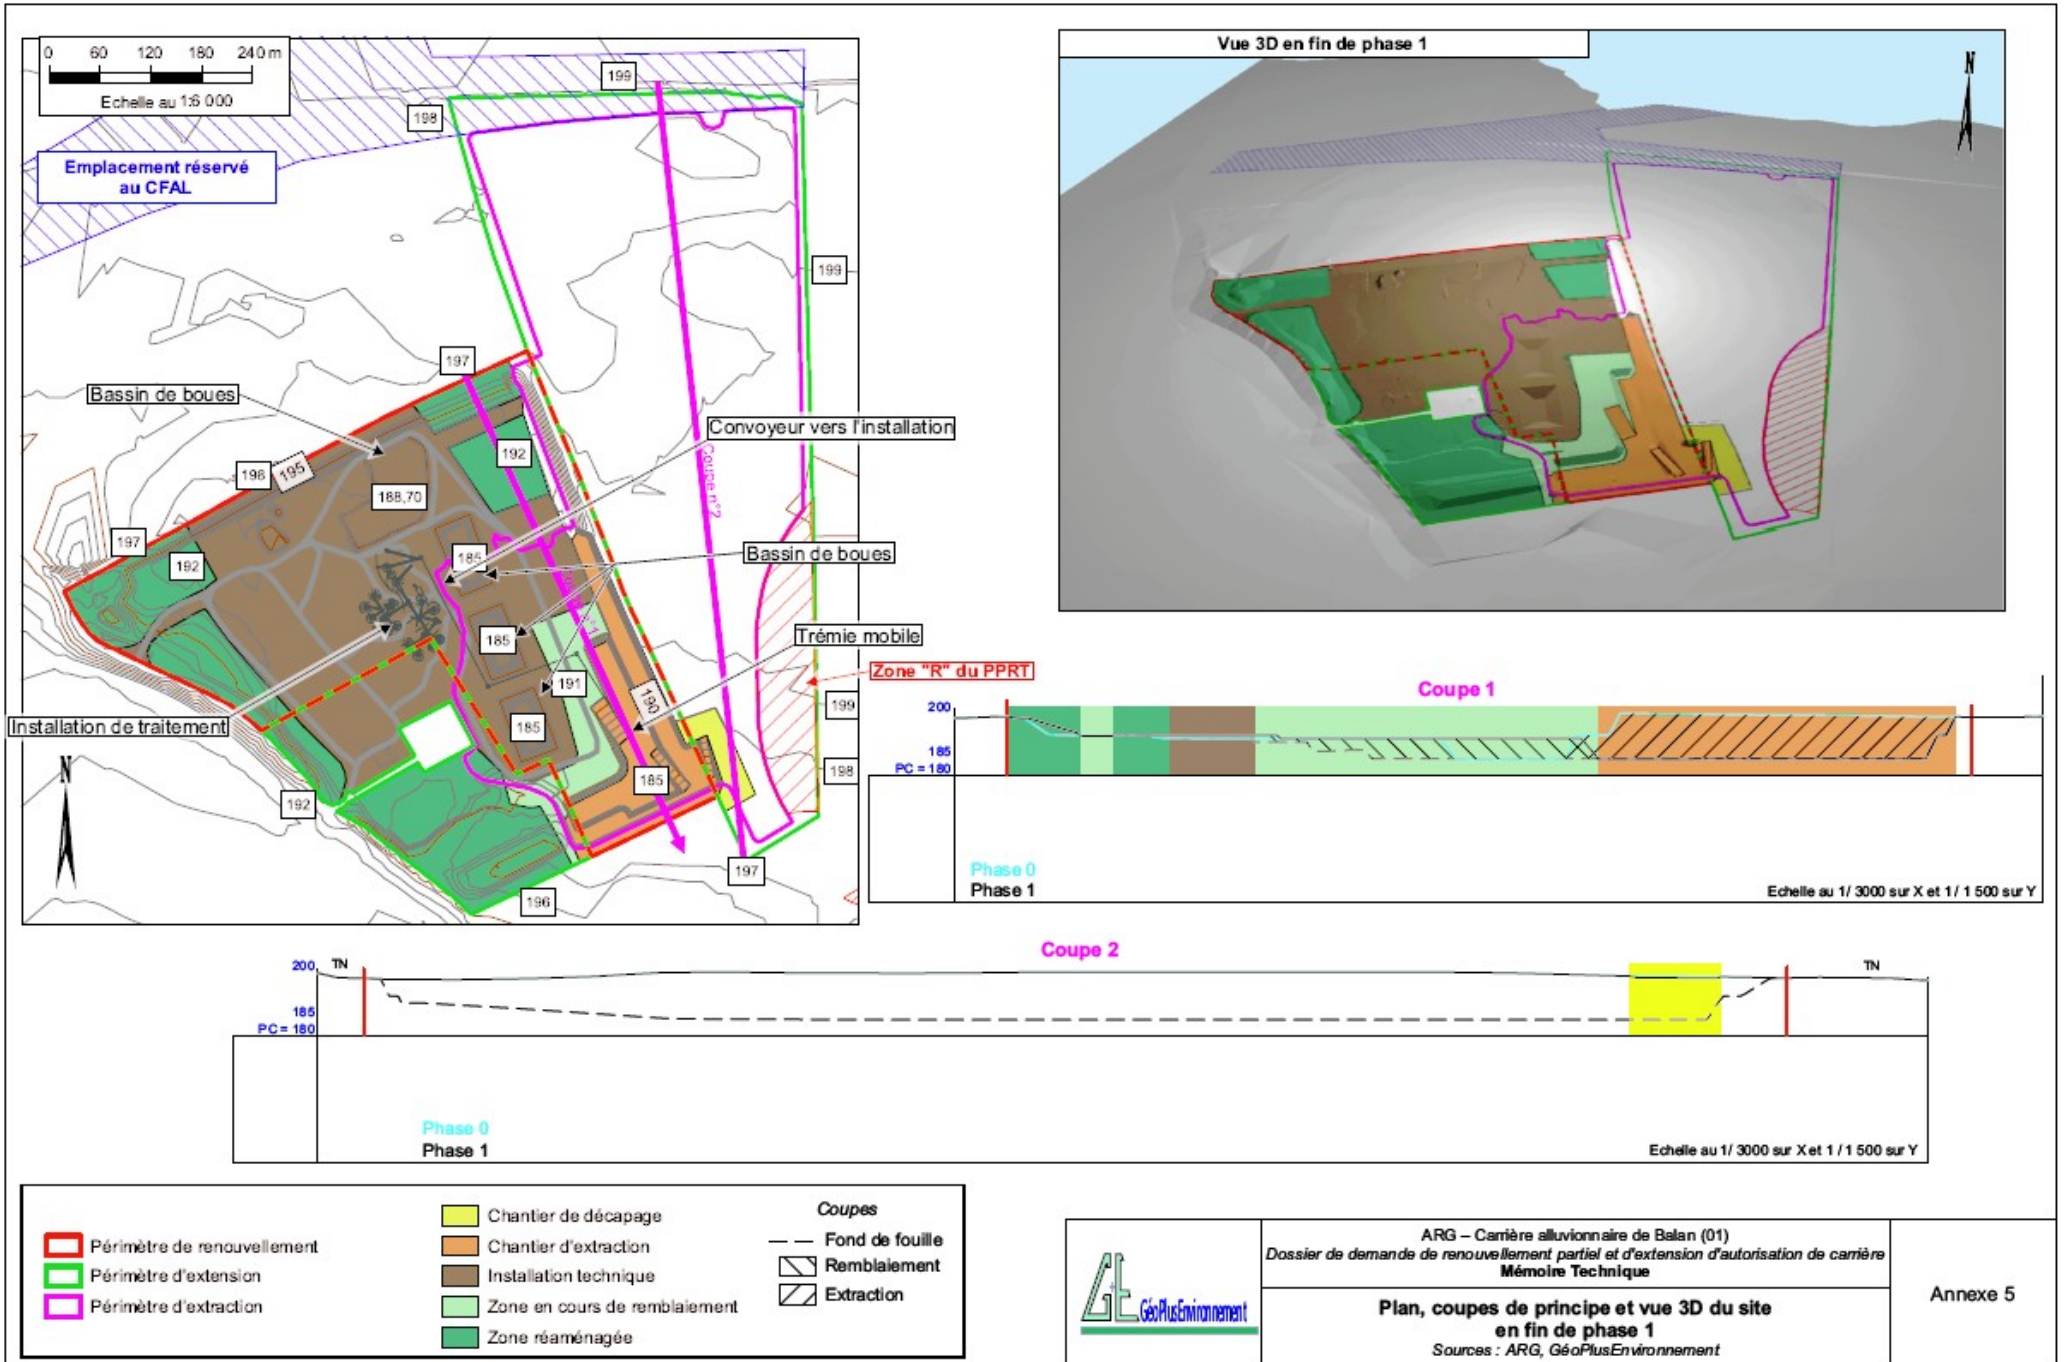 0 60 120 180 240 m
Echelle au 1:6 000
Emplacement réservé
au CFAL
199
198
199
197
Bassin de boues
Convoyeur vers l'installation
192
198
195
188,70
197
192
185
Bassin de boues
185
Trémie mobile
191
190
Zone "R" du PPRT
199
Installation de traitement
185
198
185
N
192
197
196
Coupe n°2
Vue 3D en fin de phase 1
N
Coupe 1
200
185
PC = 180
Phase 0
Phase 1
Echelle au 1/ 3000 sur X et 1/ 1 500 sur Y
Coupe 2
200 TN
TN
185
PC = 180
Phase 0
Phase 1
Echelle au 1/ 3000 sur X et 1 / 1 500 sur Y
Périmètre de renouvellement
Périmètre d'extension
Périmètre d'extraction
Chantier de décapage
Chantier d'extraction
Installation technique
Zone en cours de remblaiement
Zone réaménagée
Coupes
Fond de fouille
Remblaiement
Extraction
GéoPlusEnvironnement
ARG – Carrière alluvionnaire de Balan (01)
Dossier de demande de renouvellement partiel et d'extension d'autorisation de carrière
Mémoire Technique
Plan, coupes de principe et vue 3D du site
en fin de phase 1
Sources : ARG, GéoPlusEnvironnement
Annexe 5